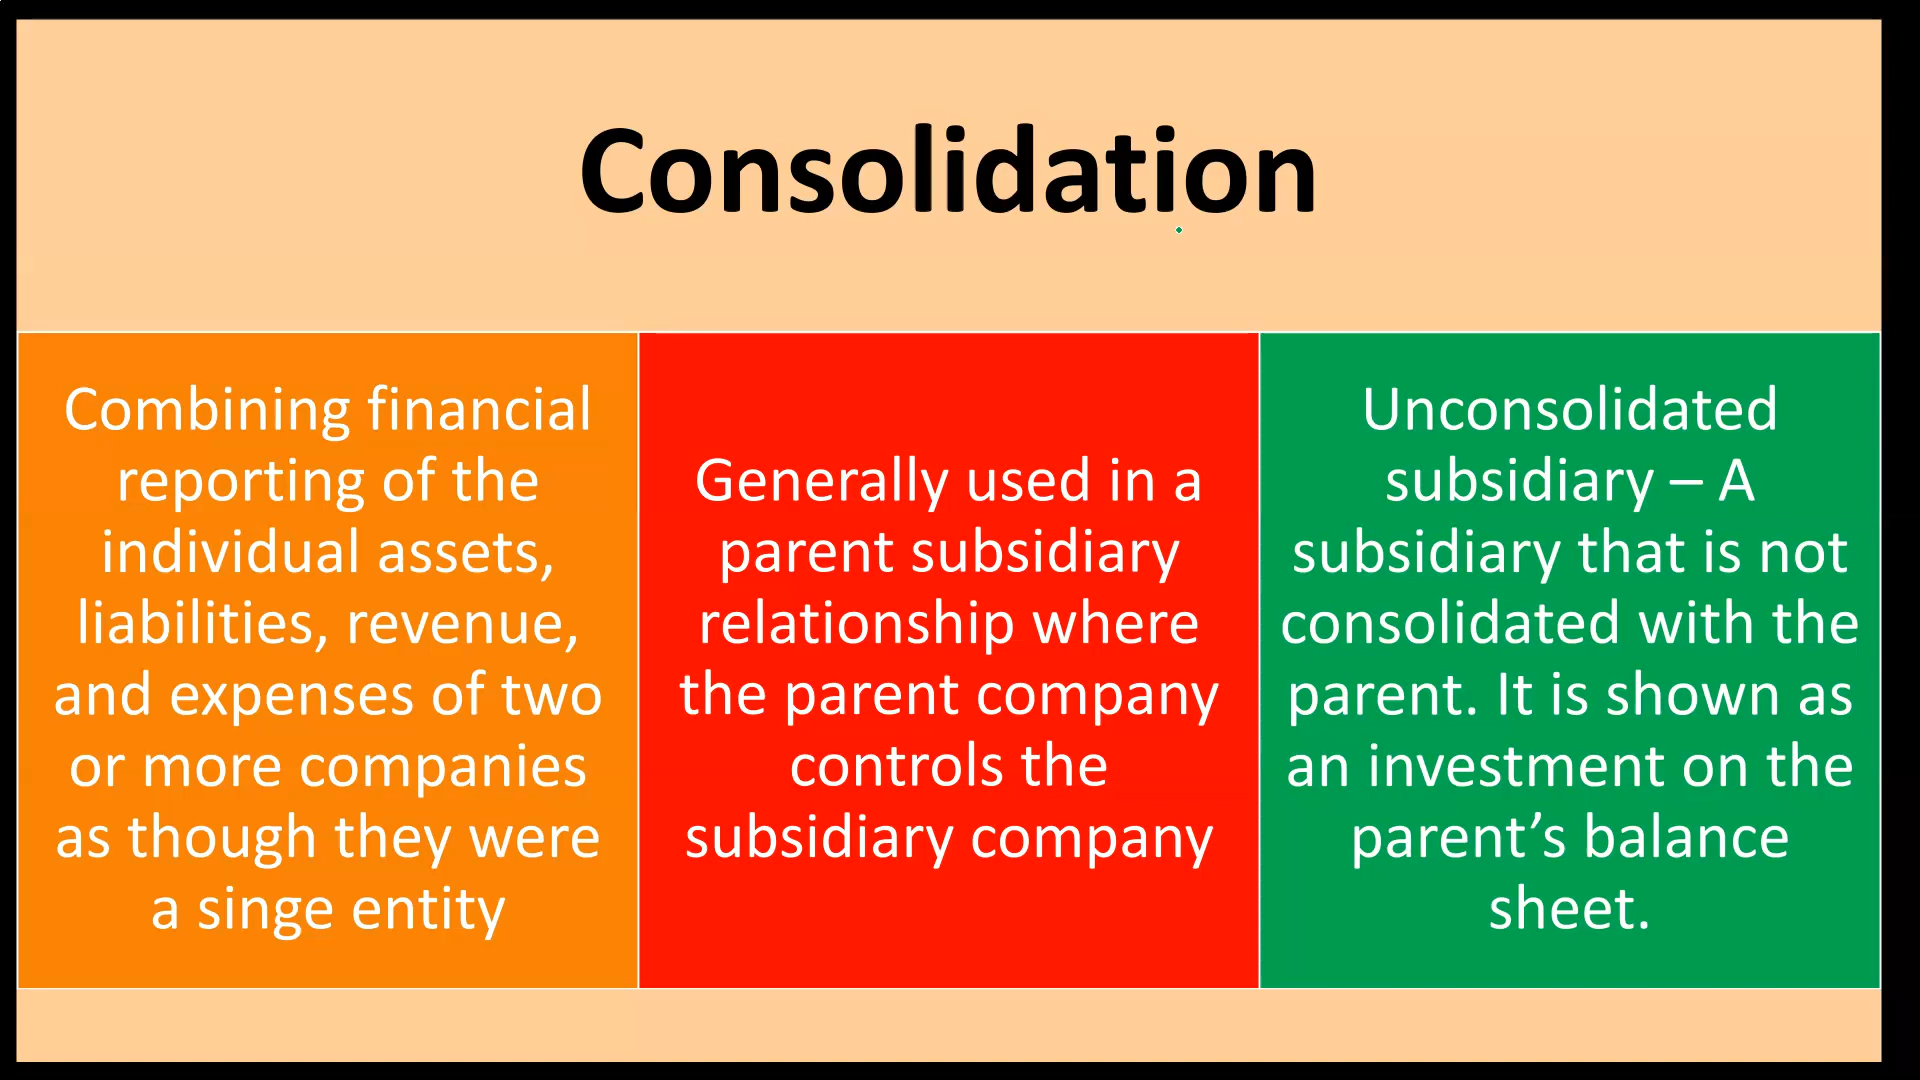 Consolidation
Combining financial
reporting of the
individual assets,
liabilities, revenue,
and expenses of two
or more companies
as though they were
a singe entity
Generally used in a
parent subsidiary
relationship where
the parent company
controls the
subsidiary company
Unconsolidated
subsidiary – A
subsidiary that is not
consolidated with the
parent. It is shown as
an investment on the
parent’s balance
sheet.